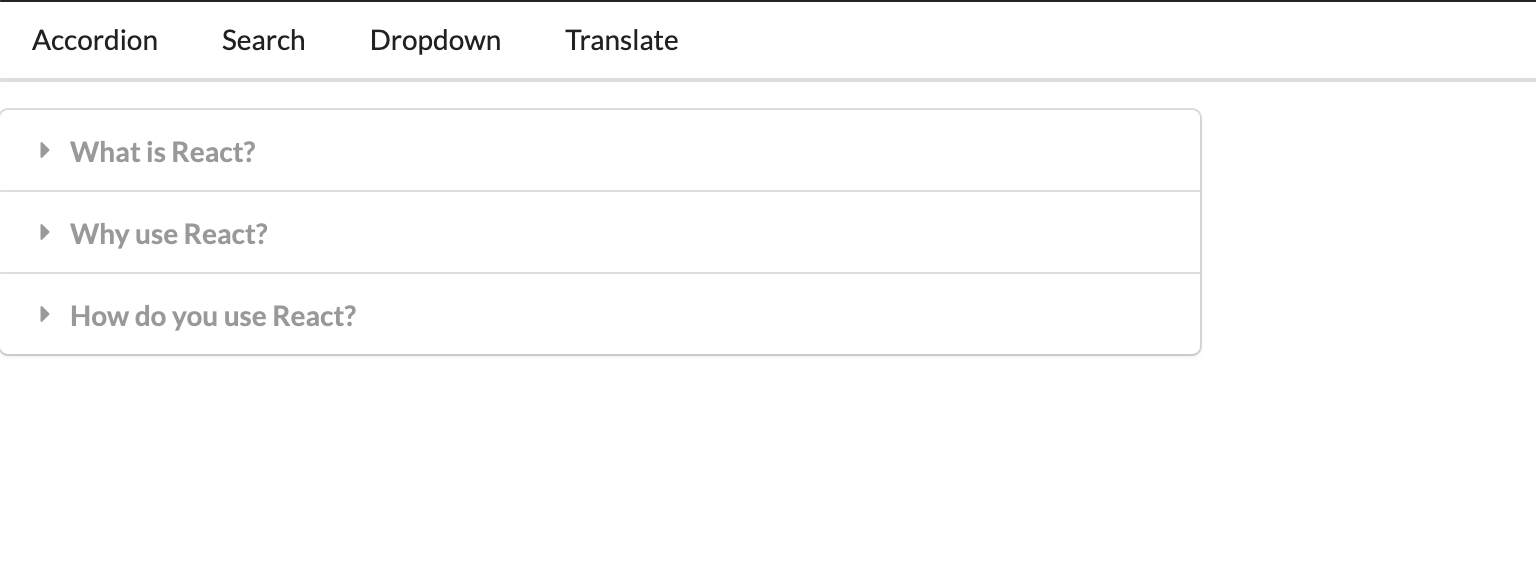 Accordion Search Dropdown Translate
What is React?
Why use React?
How do you use React?